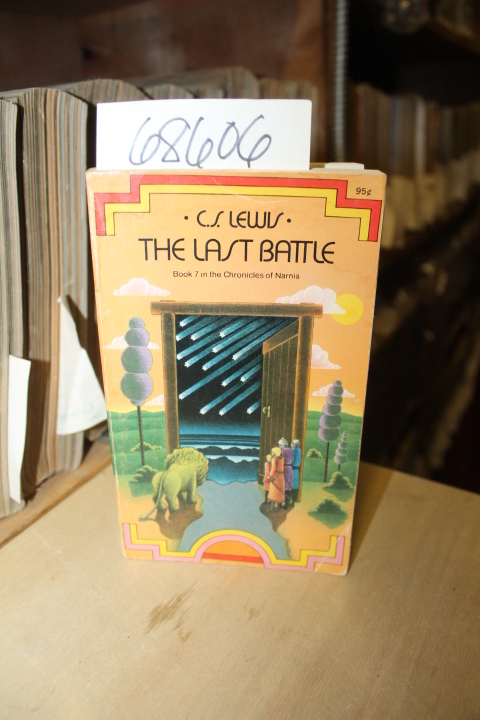 68606
95¢
• C.S. LEWIS •
THE LAST BATTLE
Book 7 in the Chronicles of Narnia